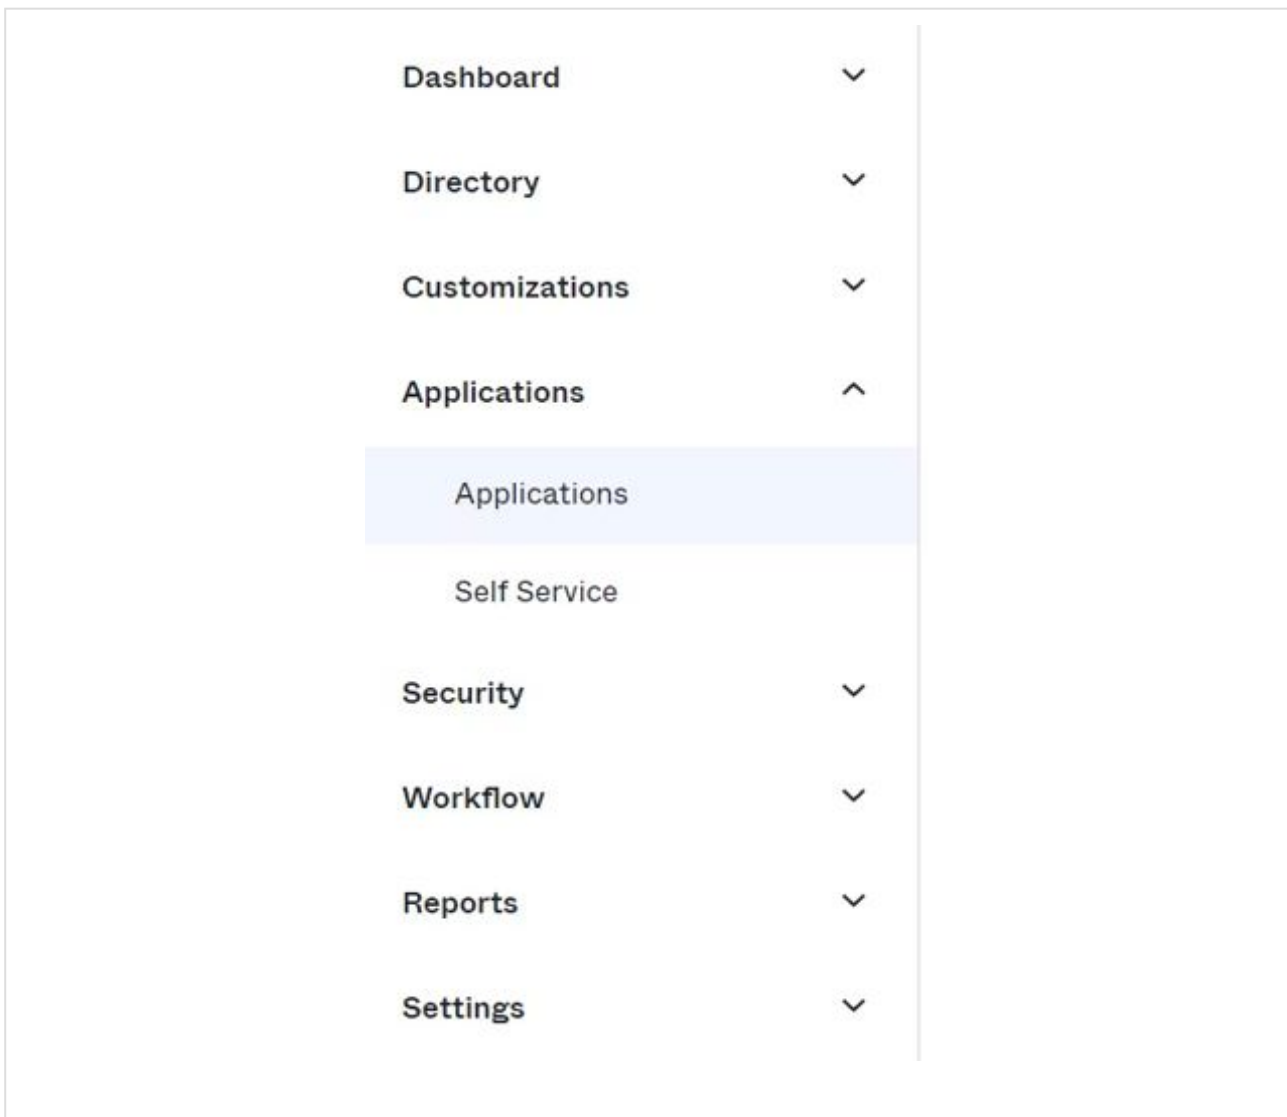 Dashboard
Directory
Customizations
Applications
Applications
Self Service
Security
Workflow
Reports
Settings